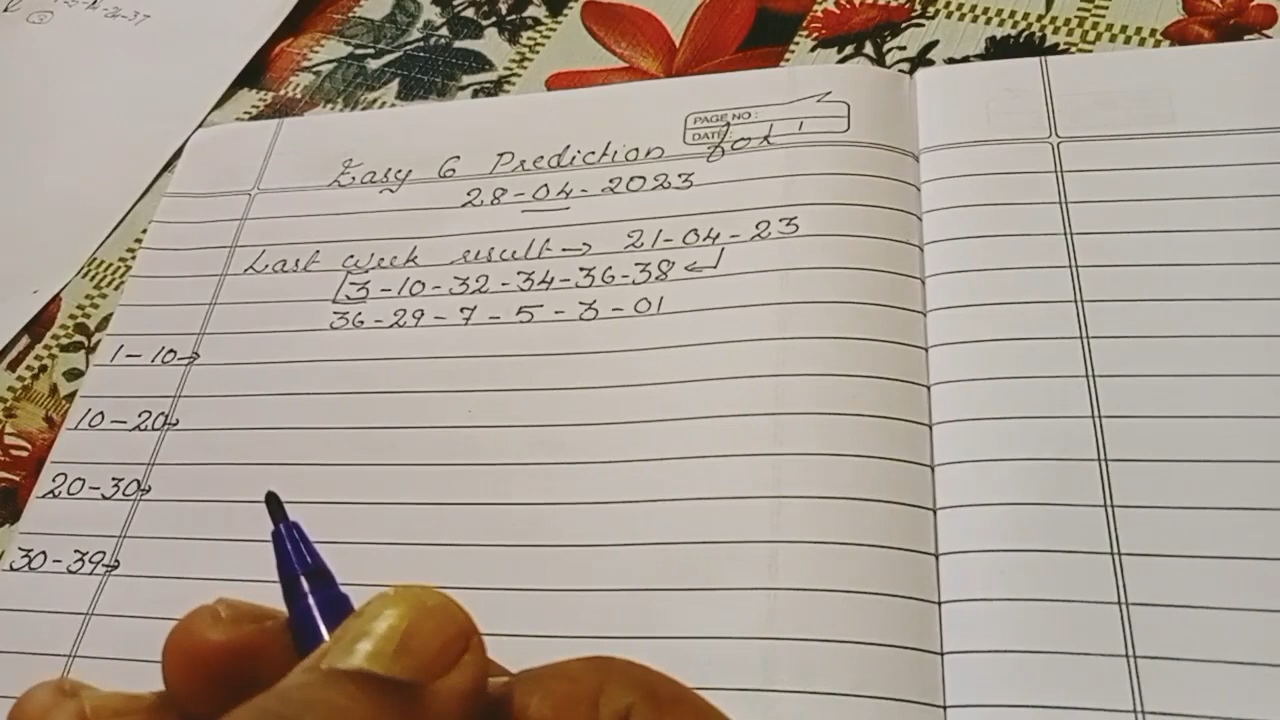 PAGE NO:
DATE:
Easy 6 Prediction for
28-04-2023
Last week result → 21-04-23
3-10-32-34-36-38
36-29-7-5-3-01
1-10→
10-20→
20-30→
30-39→